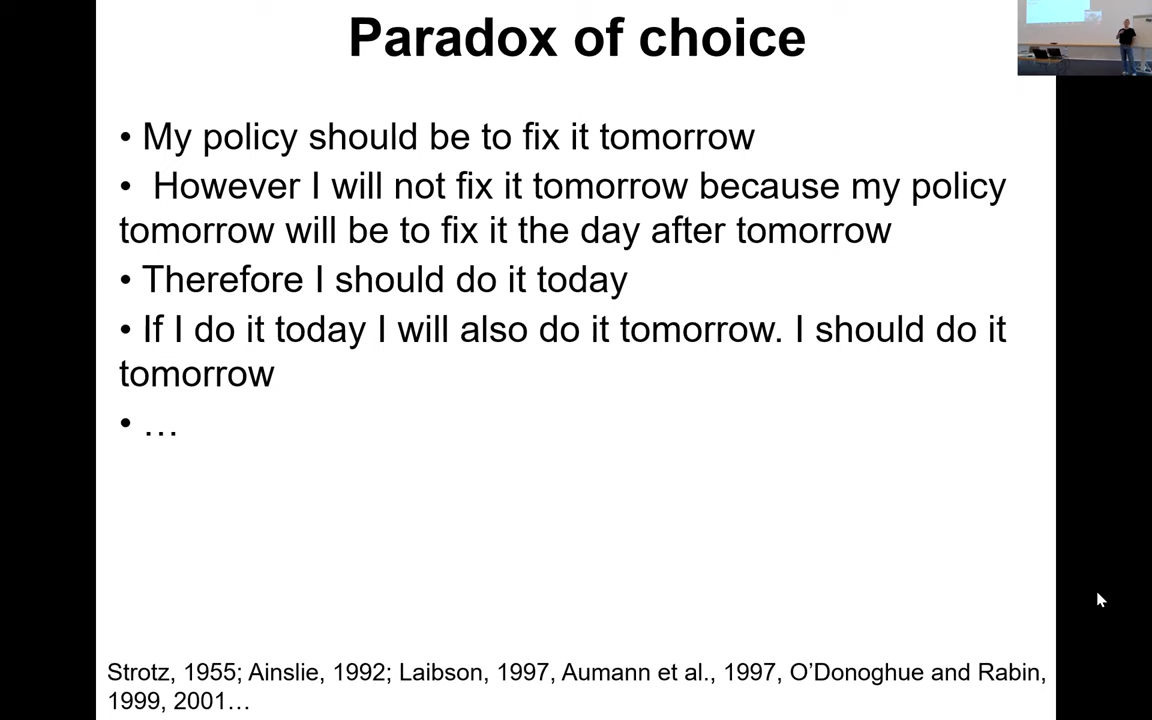 Paradox of choice
• My policy should be to fix it tomorrow
• However I will not fix it tomorrow because my policy
tomorrow will be to fix it the day after tomorrow
• Therefore I should do it today
• If I do it today I will also do it tomorrow. I should do it
tomorrow
• …
Strotz, 1955; Ainslie, 1992; Laibson, 1997, Aumann et al., 1997, O’Donoghue and Rabin,
1999, 2001…